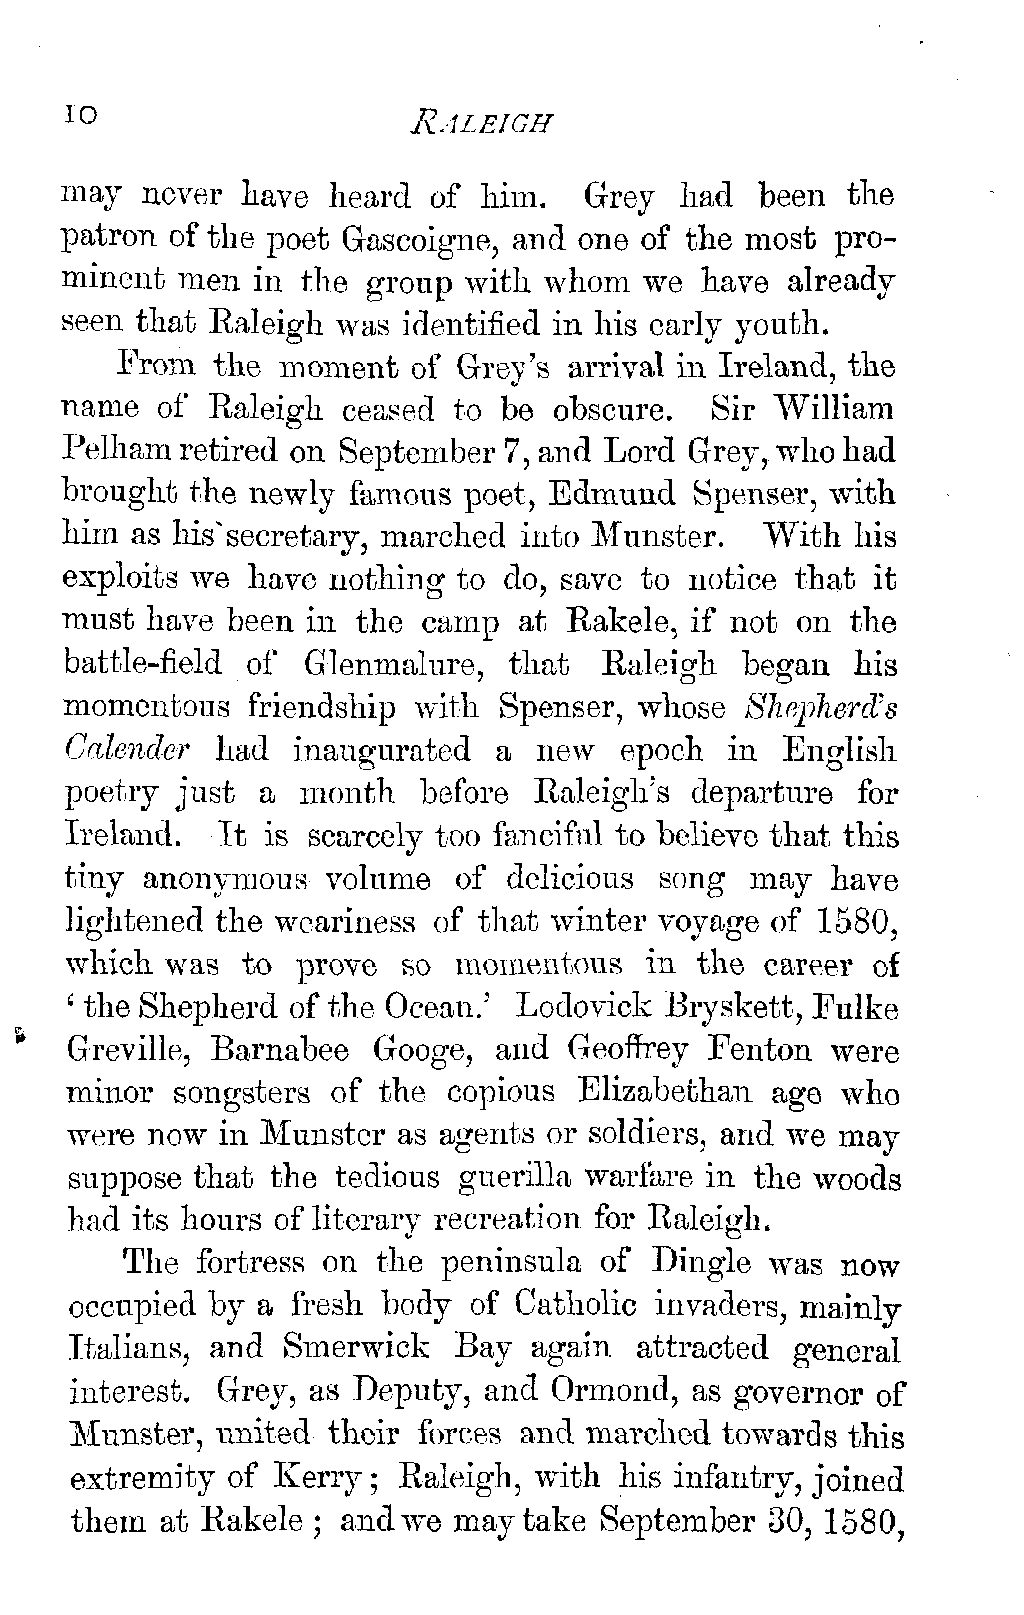 10 RALEIGH
may never have heard of him. Grey had been the
patron of the poet Gascoigne, and one of the most pro-
minent men in the group with whom we have already
seen that Raleigh was identified in his early youth.
From the moment of Grey's arrival in Ireland, the
name of Raleigh ceased to be obscure. Sir William
Pelham retired on September 7, and Lord Grey, who had
brought the newly famous poet, Edmund Spenser, with
him as his secretary, marched into Munster. With his
exploits we have nothing to do, save to notice that it
must have been in the camp at Rakele, if not on the
battle-field of Glenmalure, that Raleigh began his
momentous friendship with Spenser, whose Shepherd's
Calender had inaugurated a new epoch in English
poetry just a month before Raleigh's departure for
Ireland. It is scarcely too fanciful to believe that this
tiny anonymous volume of delicious song may have
lightened the weariness of that winter voyage of 1580,
which was to prove so momentous in the career of
‘the Shepherd of the Ocean.’ Lodovick Bryskett, Fulke
Greville, Barnabee Googe, and Geoffrey Fenton were
minor songsters of the copious Elizabethan age who
were now in Munster as agents or soldiers, and we may
suppose that the tedious guerilla warfare in the woods
had its hours of literary recreation for Raleigh.
The fortress on the peninsula of Dingle was now
occupied by a fresh body of Catholic invaders, mainly
Italians, and Smerwick Bay again attracted general
interest. Grey, as Deputy, and Ormond, as governor of
Munster, united their forces and marched towards this
extremity of Kerry; Raleigh, with his infantry, joined
them at Rakele; and we may take September 30, 1580,